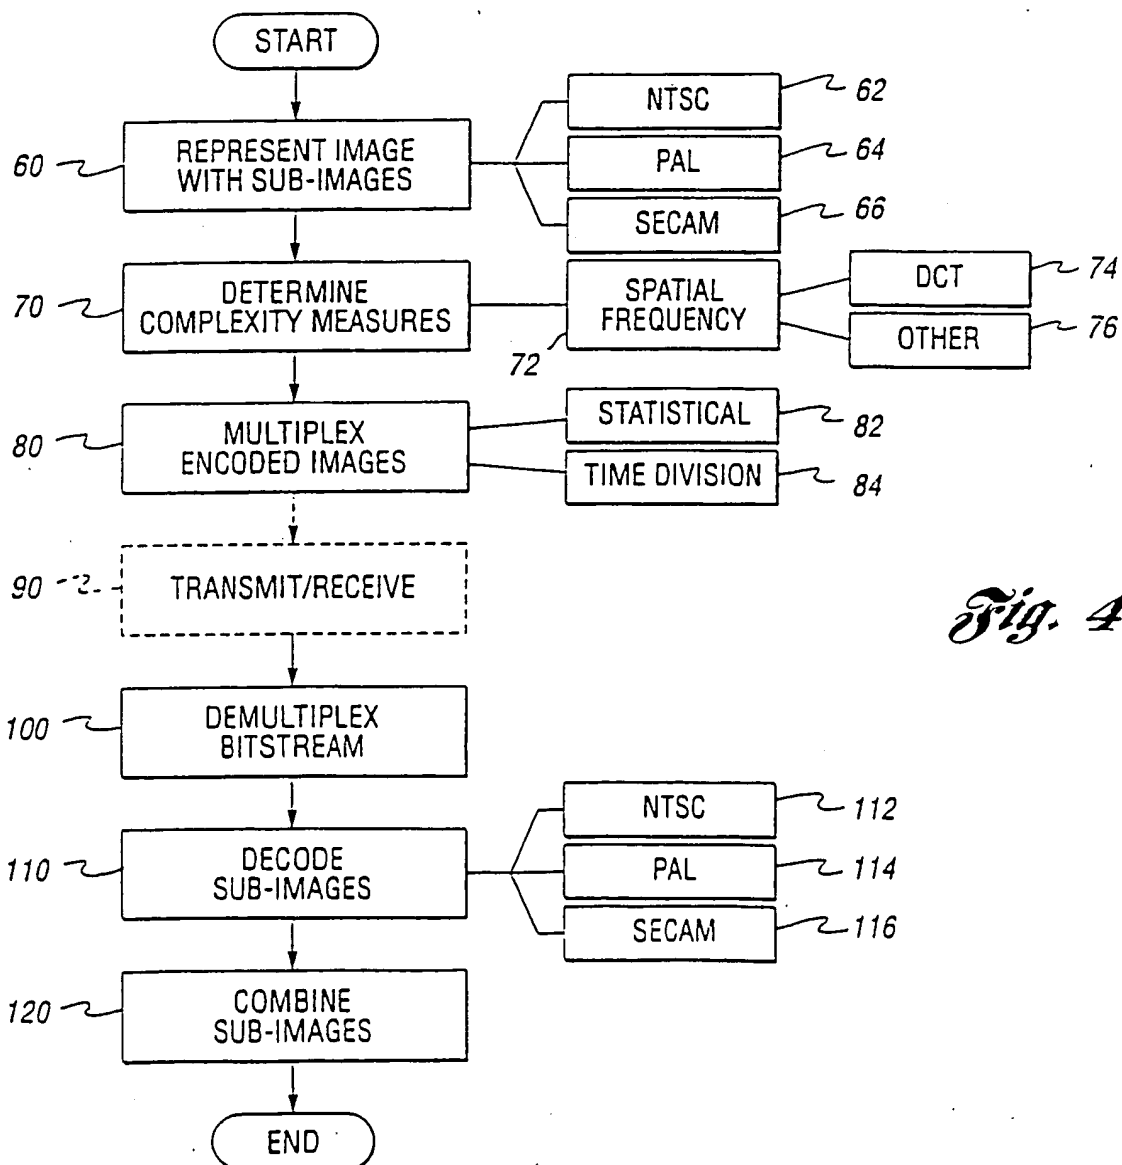 START
60
REPRESENT IMAGE
WITH SUB-IMAGES
NTSC
62
PAL
64
SECAM
66
70
DETERMINE
COMPLEXITY MEASURES
SPATIAL
FREQUENCY
72
DCT
74
OTHER
76
80
MULTIPLEX
ENCODED IMAGES
STATISTICAL
82
TIME DIVISION
84
90
TRANSMIT/RECEIVE
Fig. 4
100
DEMULTIPLEX
BITSTREAM
110
DECODE
SUB-IMAGES
NTSC
112
PAL
114
SECAM
116
120
COMBINE
SUB-IMAGES
END